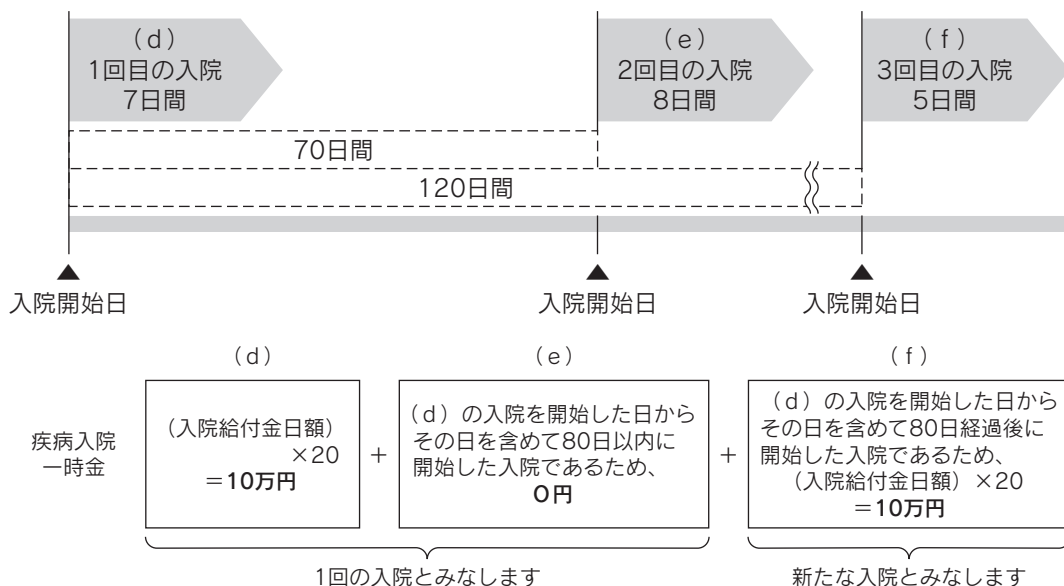 (d)
1回目の入院
7日間
(e)
2回目の入院
8日間
(f)
3回目の入院
5日間
70日間
120日間
▲
▲
▲
入院開始日
入院開始日
入院開始日
(d)
(e)
(f)
疾病入院
一時金
(入院給付金日額)
×20
=10万円
+
(d)の入院を開始した日から
その日を含めて80日以内に
開始した入院であるため、
0円
+
(d)の入院を開始した日から
その日を含めて80日経過後に
開始した入院であるため、
(入院給付金日額)×20
=10万円
1回の入院とみなします
新たな入院とみなします